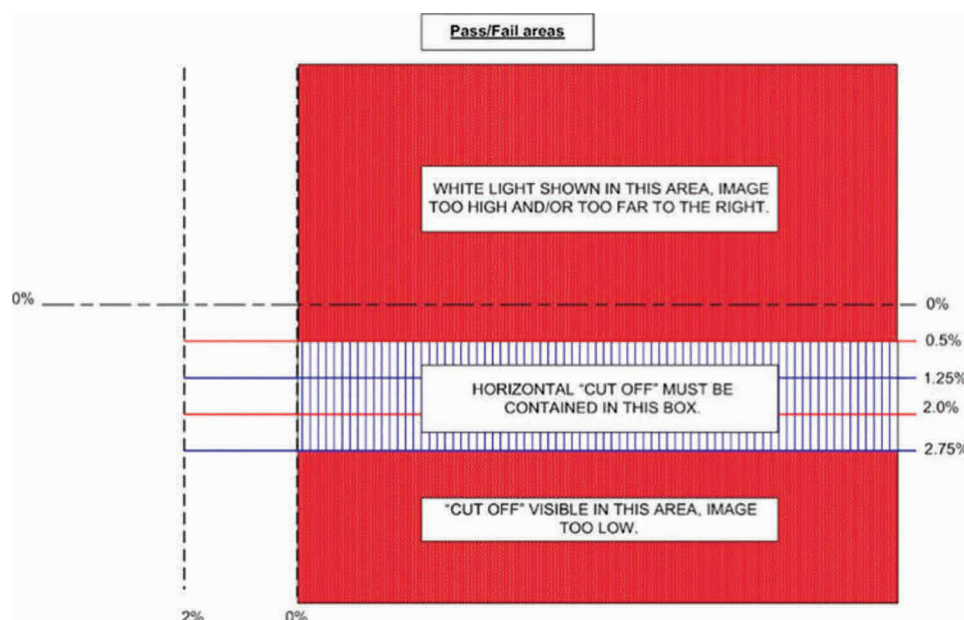 Pass/Fail areas
WHITE LIGHT SHOWN IN THIS AREA, IMAGE
TOO HIGH AND/OR TOO FAR TO THE RIGHT.
0%
0%
0.5%
1.25%
HORIZONTAL “CUT OFF” MUST BE
CONTAINED IN THIS BOX.
2.0%
2.75%
“CUT OFF” VISIBLE IN THIS AREA, IMAGE
TOO LOW.
2%
0%